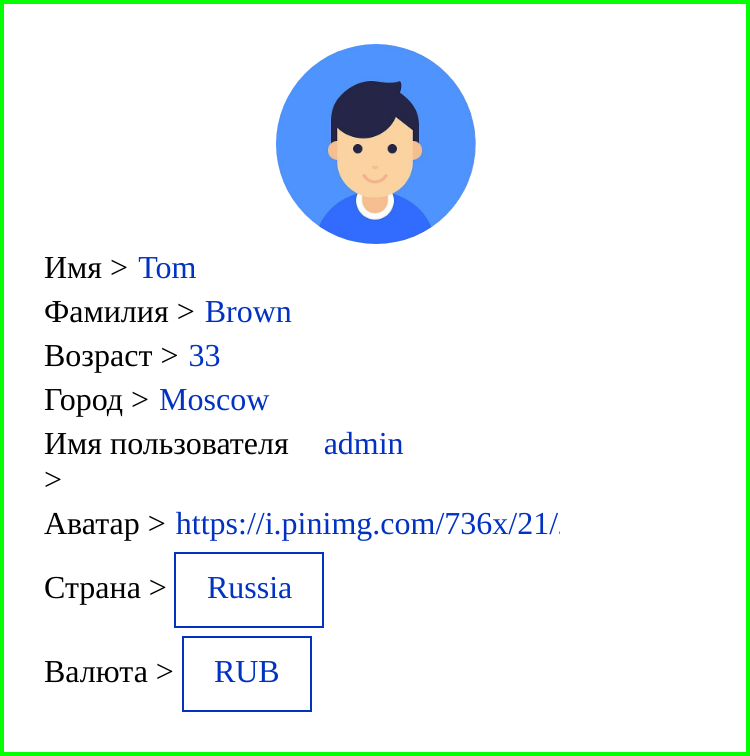 Имя > Tom
Фамилия > Brown
Возраст > 33
Город > Moscow
Имя пользователя admin
>
Аватар > https://i.pinimg.com/736x/21/
Страна > Russia
Валюта > RUB